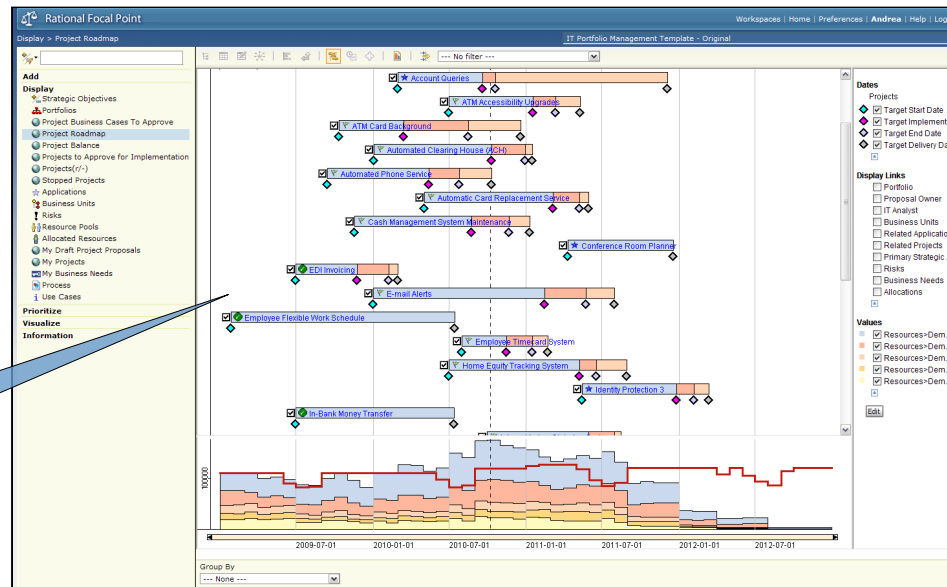 Rational Focal Point
Workspaces | Home | Preferences | Andrea | Help | Log
Display > Project Roadmap
IT Portfolio Management Template - Original
--- No filter ---
Add
Display
Strategic Objectives
Portfolios
Project Business Cases To Approve
Project Roadmap
Project Balance
Projects to Approve for Implementation
Projects(r/-)
Stopped Projects
Applications
Business Units
Risks
Resource Pools
Allocated Resources
My Draft Project Proposals
My Projects
My Business Needs
Process
Use Cases
Prioritize
Visualize
Information
Account Queries
ATM Accessibility Upgrades
ATM Card Background
Automated Clearing House (ACH)
Automated Phone Service
Automatic Card Replacement Service
Cash Management System Maintenance
Conference Room Planner
EDI Invoicing
E-mail Alerts
Employee Flexible Work Schedule
Employee Timecard System
Home Equity Tracking System
Identity Protection 3
In-Bank Money Transfer
100000
2009-07-01 2010-01-01 2010-07-01 2011-01-01 2011-07-01 2012-01-01 2012-07-01
Group By
--- None ---
Dates
Projects
Target Start Date
Target Implement
Target End Date
Target Delivery Da
Display Links
Portfolio
Proposal Owner
IT Analyst
Business Units
Related Applicatio
Related Projects
Primary Strategic
Risks
Business Needs
Allocations
Values
Resources>Dem.
Resources>Dem.
Resources>Dem.
Resources>Dem.
Resources>Dem.
Edit